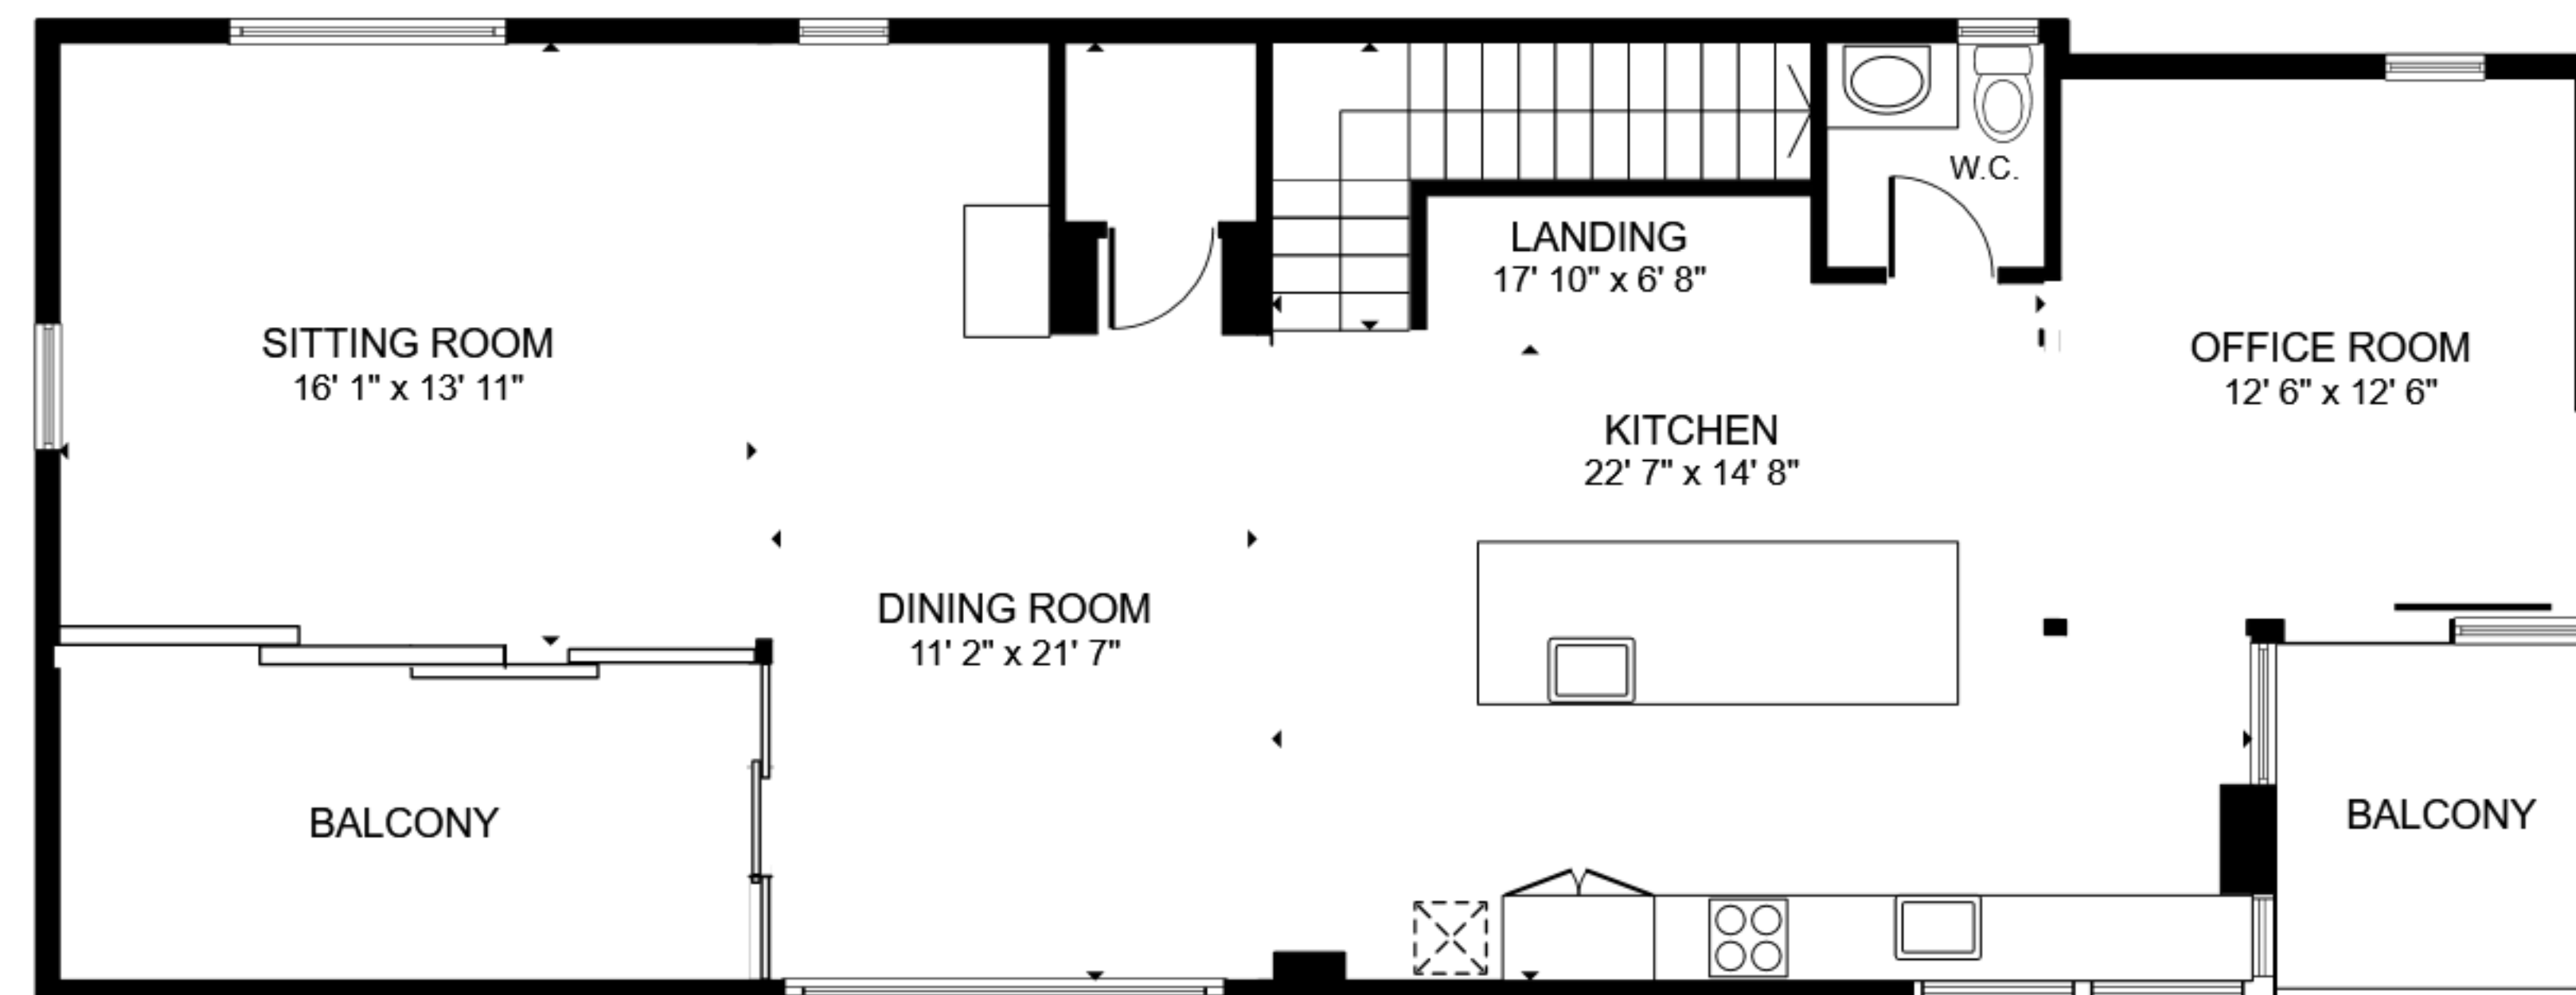 W.C.
LANDING
17' 10" x 6' 8"
SITTING ROOM
16' 1" x 13' 11"
OFFICE ROOM
12' 6" x 12' 6"
KITCHEN
22' 7" x 14' 8"
DINING ROOM
11' 2" x 21' 7"
BALCONY
BALCONY